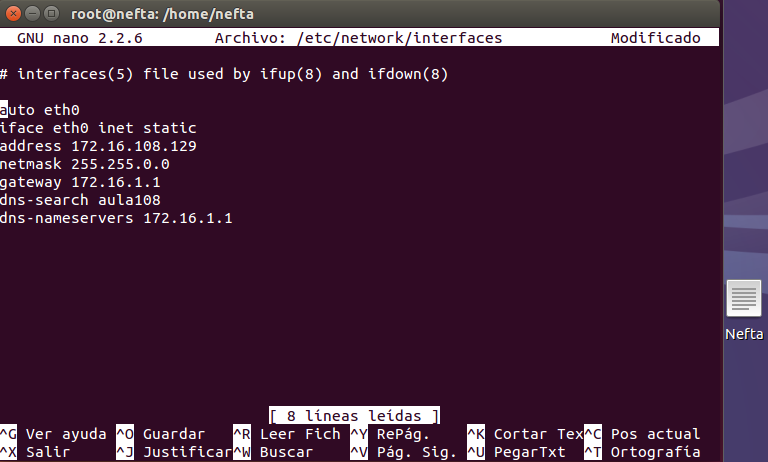 root@nefta: /home/nefta
GNU nano 2.2.6 Archivo: /etc/network/interfaces Modificado
# interfaces(5) file used by ifup(8) and ifdown(8)
auto eth0
iface eth0 inet static
address 172.16.108.129
netmask 255.255.0.0
gateway 172.16.1.1
dns-search aula108
dns-nameservers 172.16.1.1
Nefta
[ 8 líneas leídas ]
^G Ver ayuda ^O Guardar ^R Leer Fich ^Y RePág. ^K Cortar Tex ^C Pos actual
^X Salir ^J Justificar ^W Buscar ^V Pág. Sig. ^U PegarTxt ^T Ortografía